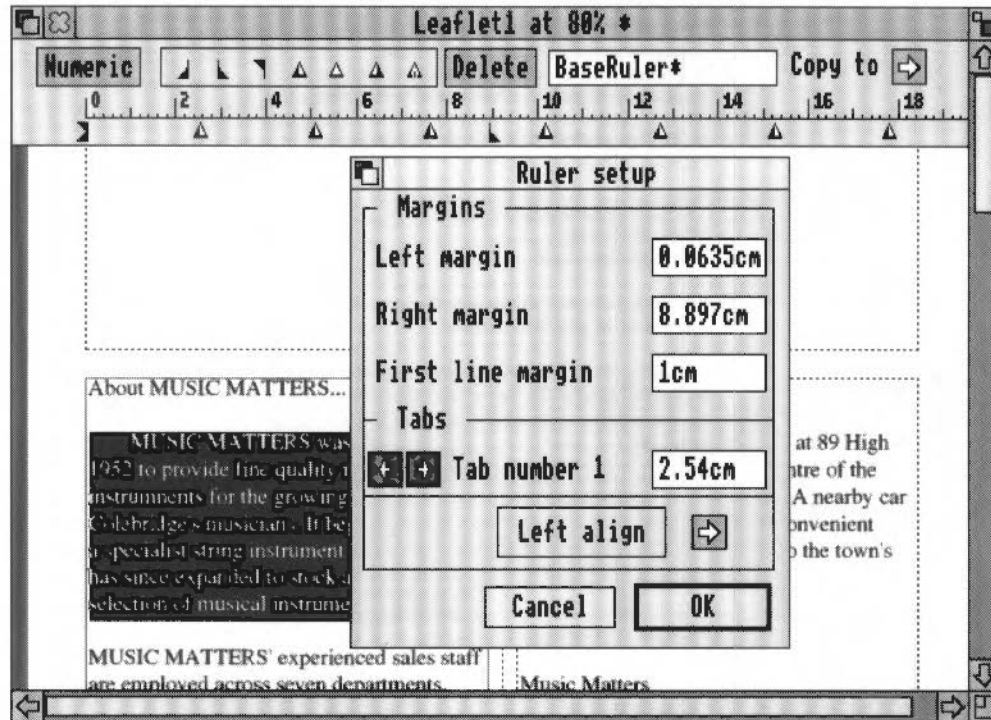 Leaflet1 at 80% *
Numeric Delete BaseRuler* Copy to
0 2 4 6 8 10 12 14 16 18
Ruler setup
Margins
Left margin 0.0635cm
Right margin 8.897cm
First line margin 1cm
Tabs
Tab number 1 2.54cm
Left align
Cancel OK
About MUSIC MATTERS...
MUSIC MATTERS was
1952 to provide fine quality
instrumnents for the growing
Colebridge's musician. It be
a specialist string instrument
has since expanded to stock a
selection of musical instrume
MUSIC MATTERS' experienced sales staff
are employed across seven departments.
at 89 High
ntre of the
A nearby car
onvenient
o the town's
Music Matters